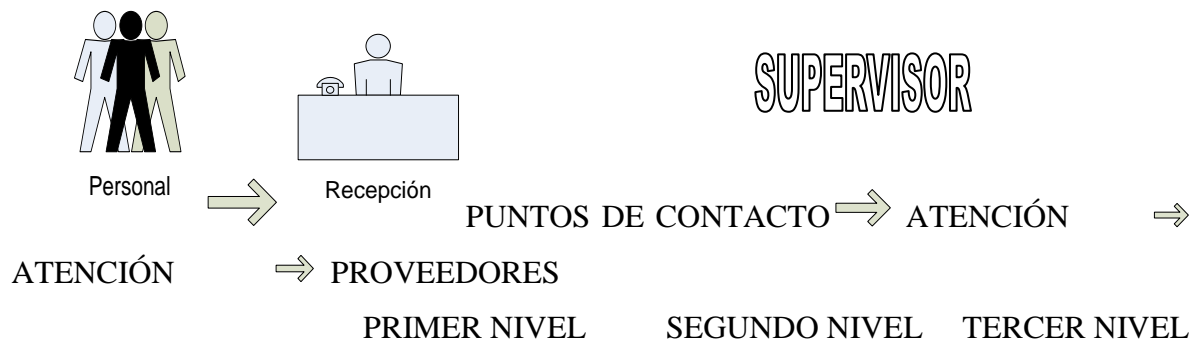 SUPERVISOR
Personal
Recepción
PUNTOS DE CONTACTO ATENCIÓN
ATENCIÓN PROVEEDORES
PRIMER NIVEL SEGUNDO NIVEL TERCER NIVEL